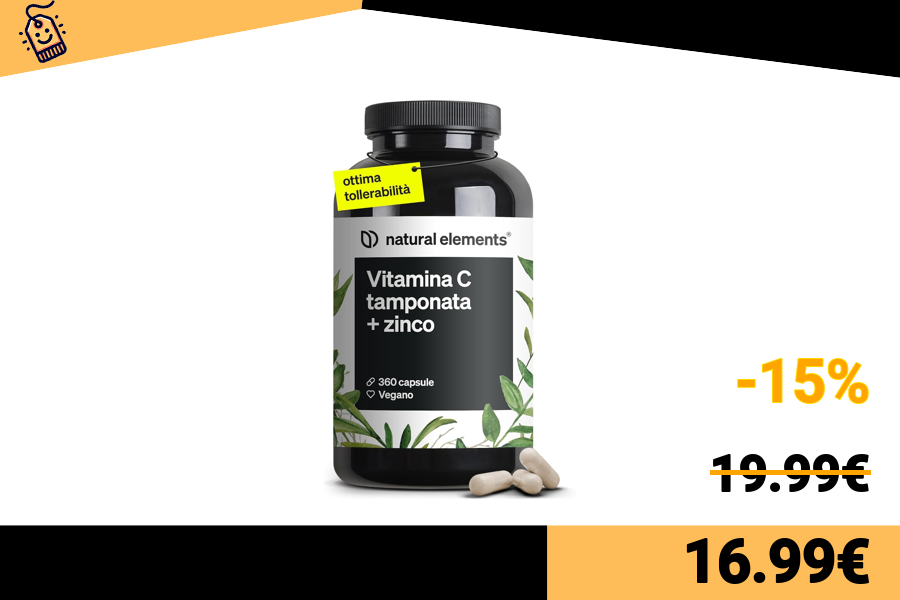 ottima
tollerabilità
natural elements®
Vitamina C
tamponata
+ zinco
360 capsule
Vegano
-15%
19.99€
16.99€